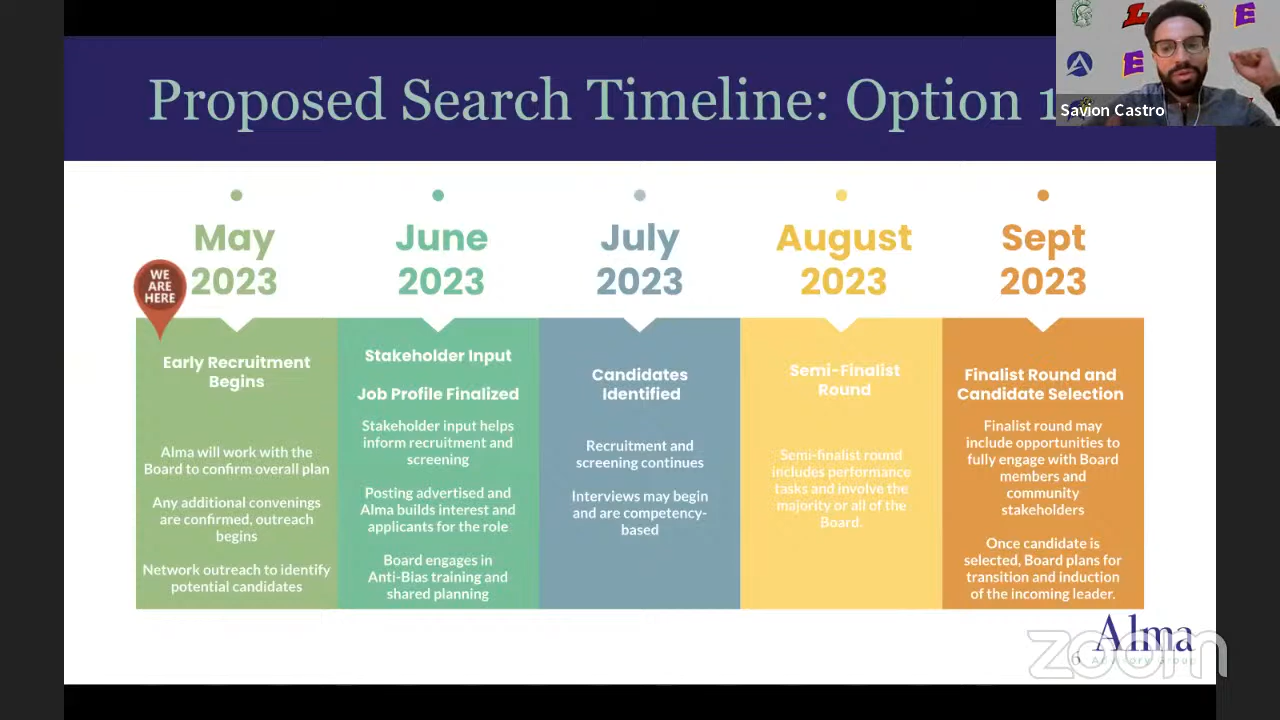 Proposed Search Timeline: Option 1
Savion Castro
May
2023
June
2023
July
2023
August
2023
Sept
2023
WE
ARE
HERE
Early Recruitment
Begins
Alma will work with the
Board to confirm overall plan
Any additional convenings
are confirmed, outreach
begins
Network outreach to identify
potential candidates
Stakeholder Input
Job Profile Finalized
Stakeholder input helps
inform recruitment and
screening
Posting advertised and
Alma builds interest and
applicants for the role
Board engages in
Anti-Bias training and
shared planning
Candidates
Identified
Recruitment and
screening continues
Interviews may begin
and are competency-
based
Semi-Finalist
Round
Semi-finalist round
includes performance
tasks and involve the
majority or all of the
Board.
Finalist Round and
Candidate Selection
Finalist round may
include opportunities to
fully engage with Board
members and
community
stakeholders
Once candidate is
selected, Board plans for
transition and induction
of the incoming leader.
Alma
Advisory Group
6
zoom
L
E
A
E